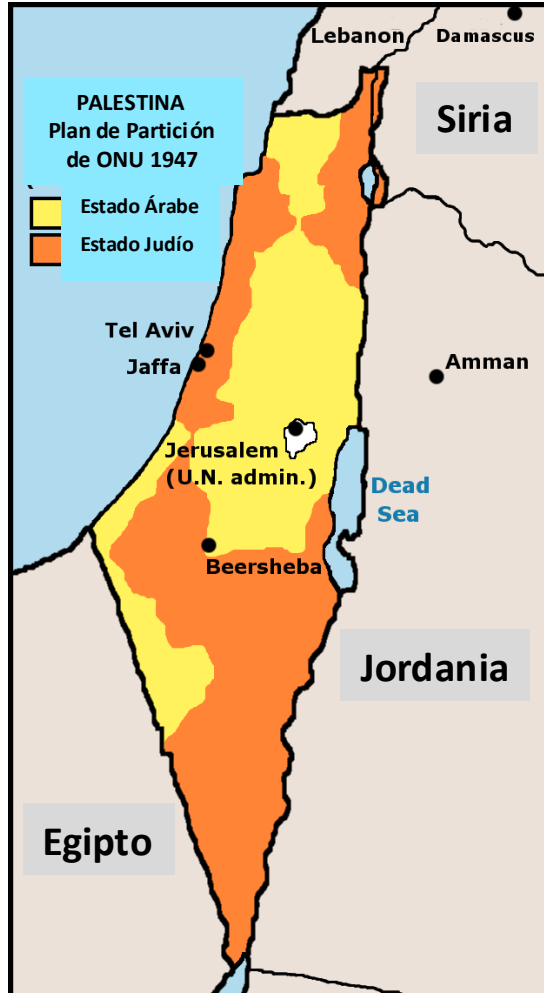 Lebanon
Damascus
PALESTINA
Plan de Partición
de ONU 1947
Siria
Estado Árabe
Estado Judío
Tel Aviv
Jaffa
Amman
Jerusalem
(U.N. admin.)
Dead
Sea
Beersheba
Jordania
Egipto